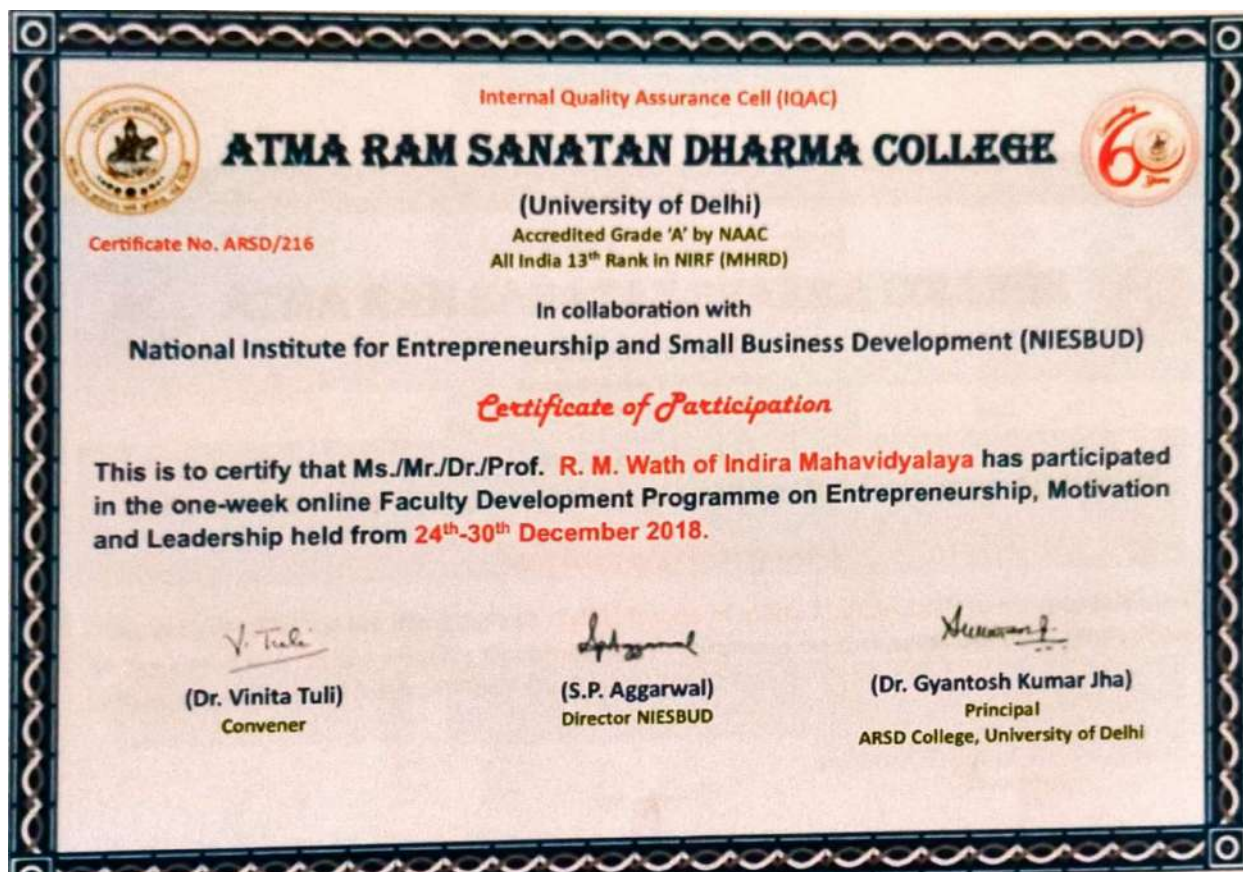 Internal Quality Assurance Cell (IQAC)
ATMA RAM SANATAN DHARMA COLLEGE
(University of Delhi)
Accredited Grade 'A' by NAAC
Certificate No. ARSD/216
All India 13th Rank in NIRF (MHRD)
In collaboration with
National Institute for Entrepreneurship and Small Business Development (NIESBUD)
Certificate of Participation
This is to certify that Ms./Mr./Dr./Prof. R. M. Wath of Indira Mahavidyalaya has participated
in the one-week online Faculty Development Programme on Entrepreneurship, Motivation
and Leadership held from 24th-30th December 2018.
V. Tuli
(Dr. Vinita Tuli)
Convener
(S.P. Aggarwal)
Director NIESBUD
(Dr. Gyantosh Kumar Jha)
Principal
ARSD College, University of Delhi